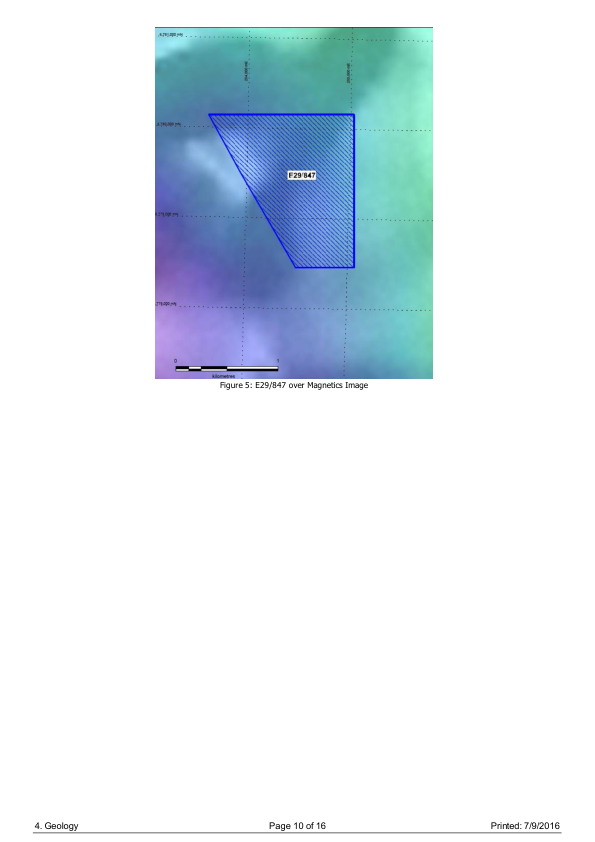 E29/847
0 1
kilometres
Figure 5: E29/847 over Magnetics Image
4. Geology Page 10 of 16 Printed: 7/9/2016